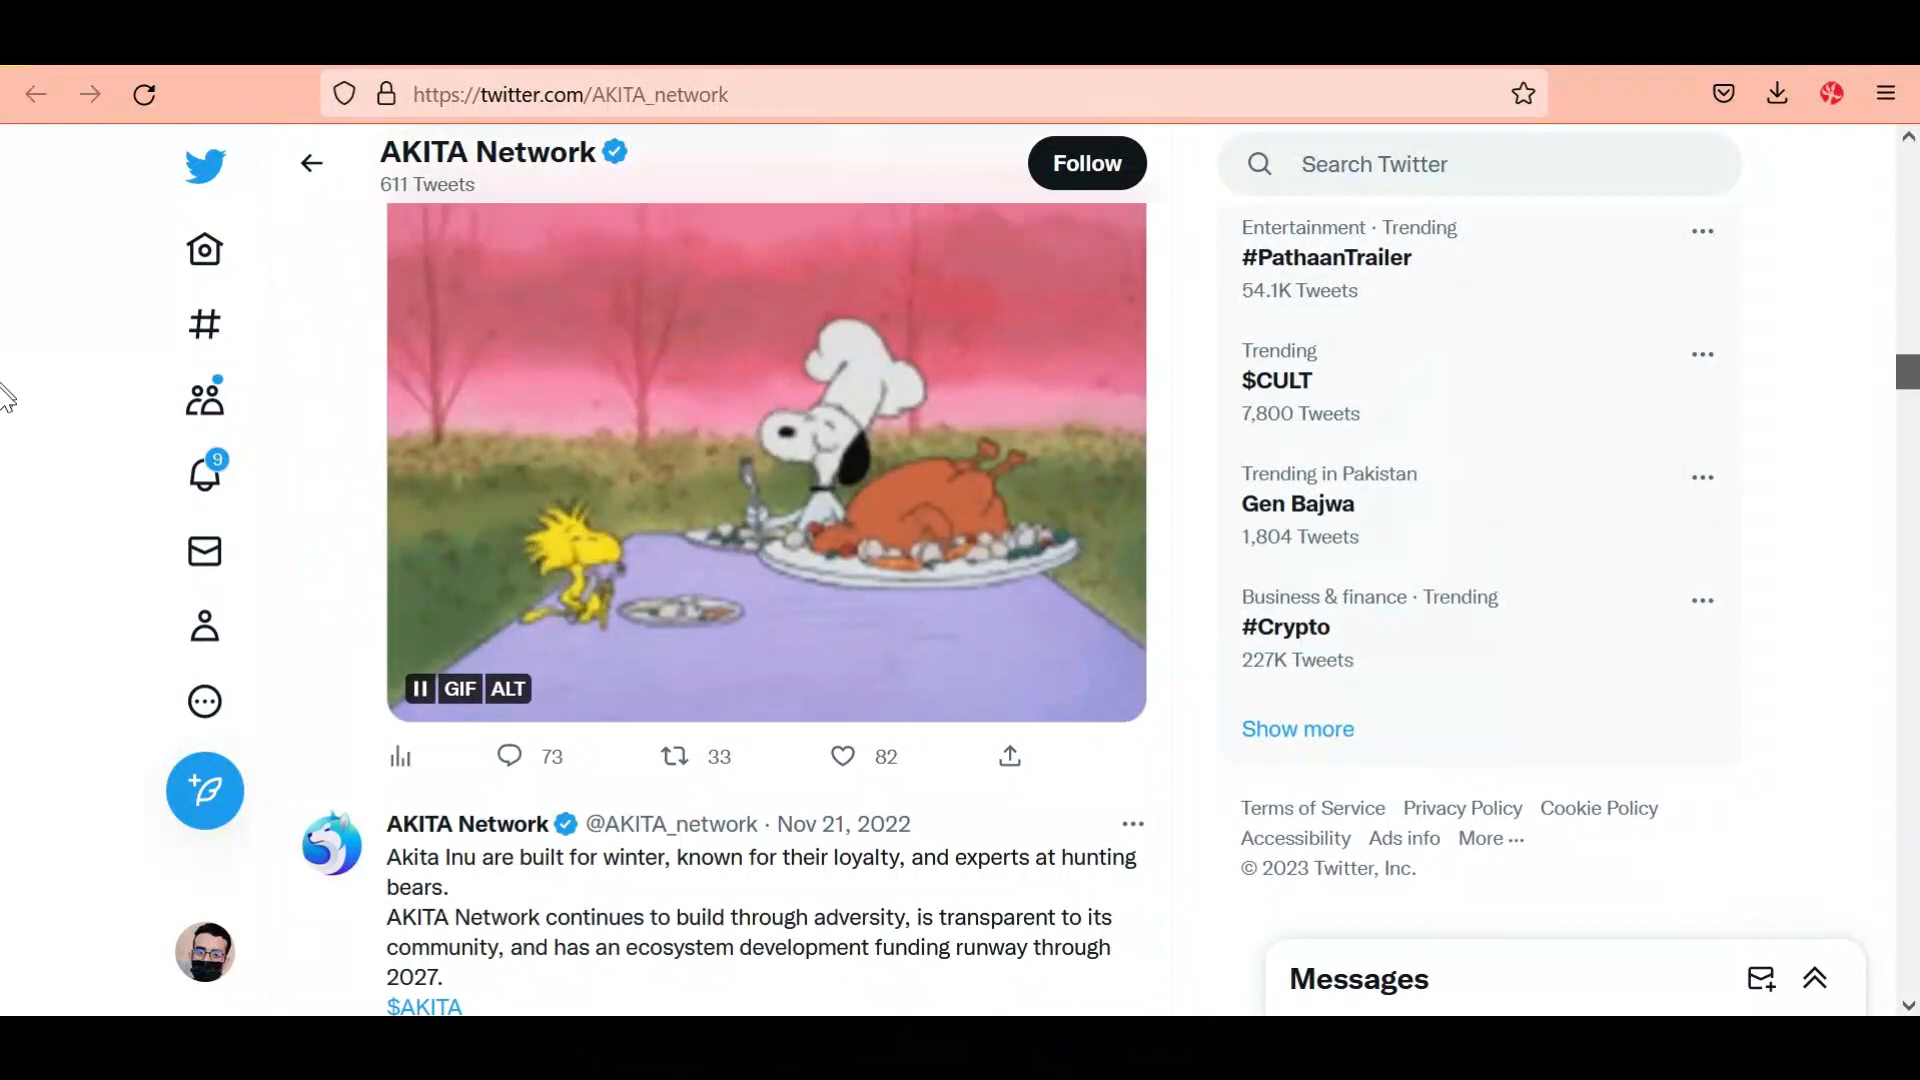 https://twitter.com/AKITA_network
AKITA Network
611 Tweets
Follow
Search Twitter
Entertainment · Trending
#PathaanTrailer
54.1K Tweets
Trending
$CULT
7,800 Tweets
Trending in Pakistan
Gen Bajwa
1,804 Tweets
Business & finance · Trending
#Crypto
227K Tweets
Show more
9
GIF ALT
73 33 82
AKITA Network @AKITA_network · Nov 21, 2022
Akita Inu are built for winter, known for their loyalty, and experts at hunting
bears.
AKITA Network continues to build through adversity, is transparent to its
community, and has an ecosystem development funding runway through
2027.
$AKITA
Terms of Service Privacy Policy Cookie Policy
Accessibility Ads info More ···
© 2023 Twitter, Inc.
Messages